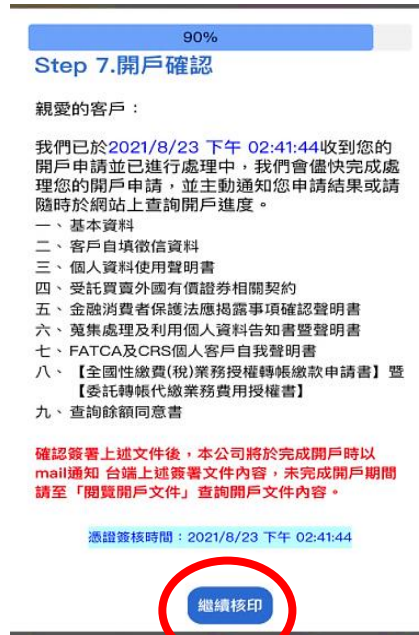 90%
Step 7.開戶確認
親愛的客戶：
我們已於2021/8/23 下午 02:41:44收到您的
開戶申請並已進行處理中，我們會儘快完成處
理您的開戶申請，並主動通知您申請結果或請
隨時於網站上查詢開戶進度。
一、基本資料
二、客戶自填徵信資料
三、個人資料使用聲明書
四、受託買賣外國有價證券相關契約
五、金融消費者保護法應揭露事項確認聲明書
六、蒐集處理及利用個人資料告知書暨聲明書
七、FATCA及CRS個人客戶自我聲明書
八、【全國性繳費(稅)業務授權轉帳繳款申請書】暨
【委託轉帳代繳業務費用授權書】
九、查詢餘額同意書
確認簽署上述文件後，本公司將於完成開戶時以
mail通知 台端上述簽署文件內容，未完成開戶期間
請至「閱覽開戶文件」查詢開戶文件內容。
憑證簽核時間：2021/8/23 下午 02:41:44
繼續核印